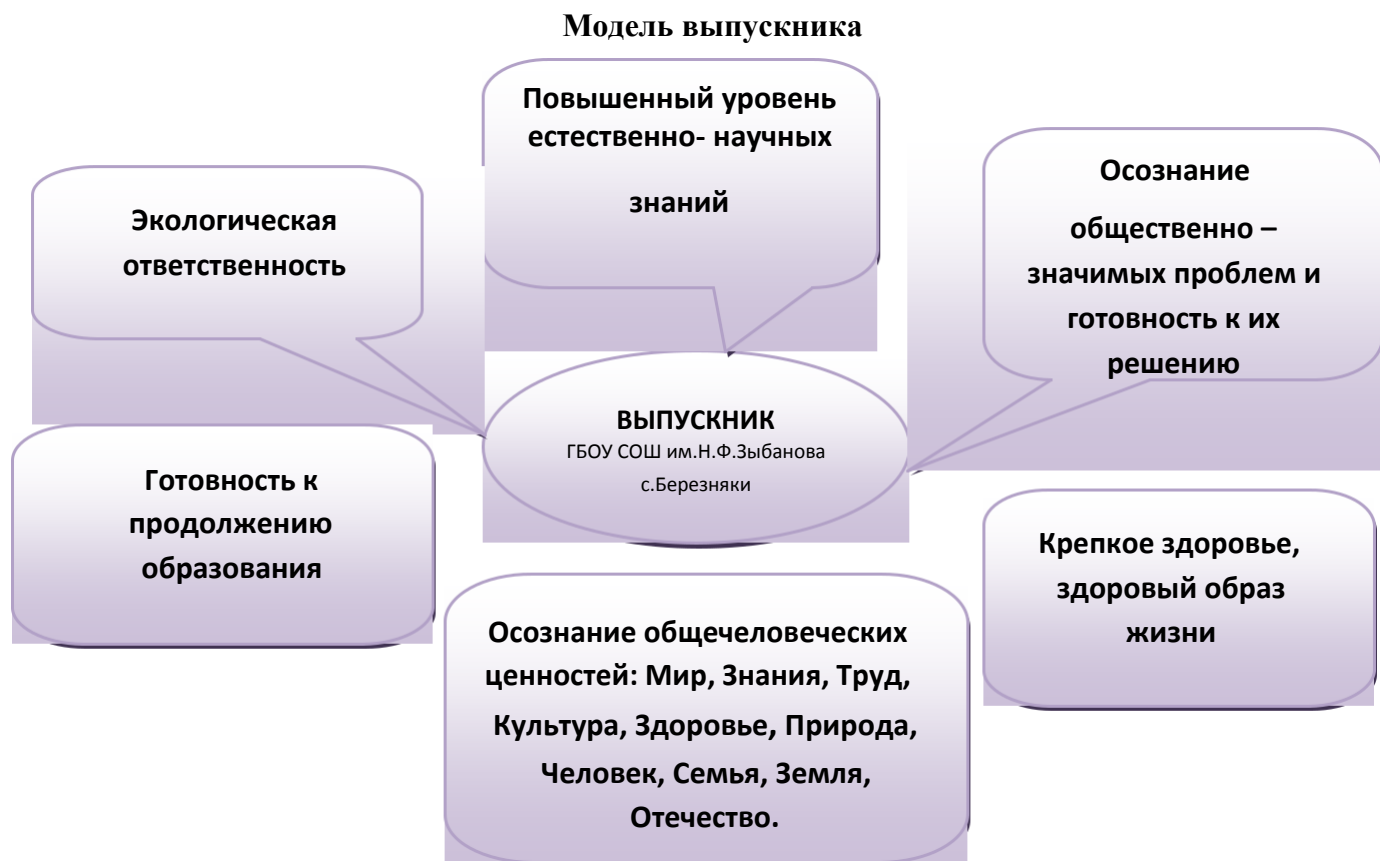 Модель выпускника
Повышенный уровень
естественно- научных
знаний
Экологическая
ответственность
Осознание
общественно –
значимых проблем и
готовность к их
решению
ВЫПУСКНИК
ГБОУ СОШ им.Н.Ф.Зыбанова
с.Березняки
Готовность к
продолжению
образования
Крепкое здоровье,
здоровый образ
жизни
Осознание общечеловеческих
ценностей: Мир, Знания, Труд,
Культура, Здоровье, Природа,
Человек, Семья, Земля,
Отечество.